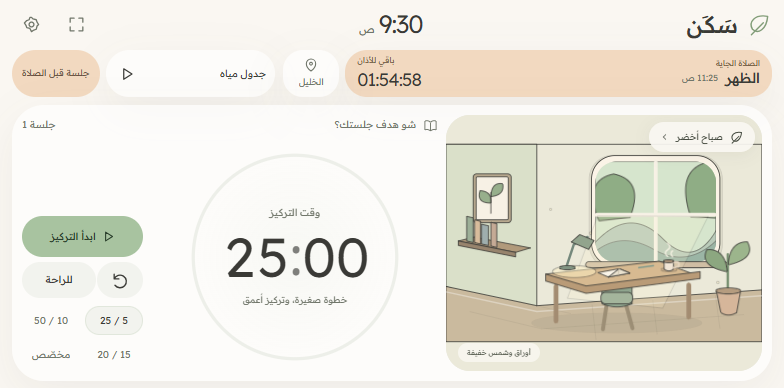 سَكَن
9:30 ص
الصلاة الجاية
الظهر 11:25 ص
باقي للأذان
01:54:58
الخليل
جدول مياه
جلسة قبل الصلاة
صباح أخضر
أوراق وشمس خفيفة
شو هدف جلستك؟
جلسة 1
وقت التركيز
25:00
خطوة صغيرة، وتركيز أعمق
ابدأ التركيز
للراحة
25 / 5
50 / 10
20 / 15
مخصّص